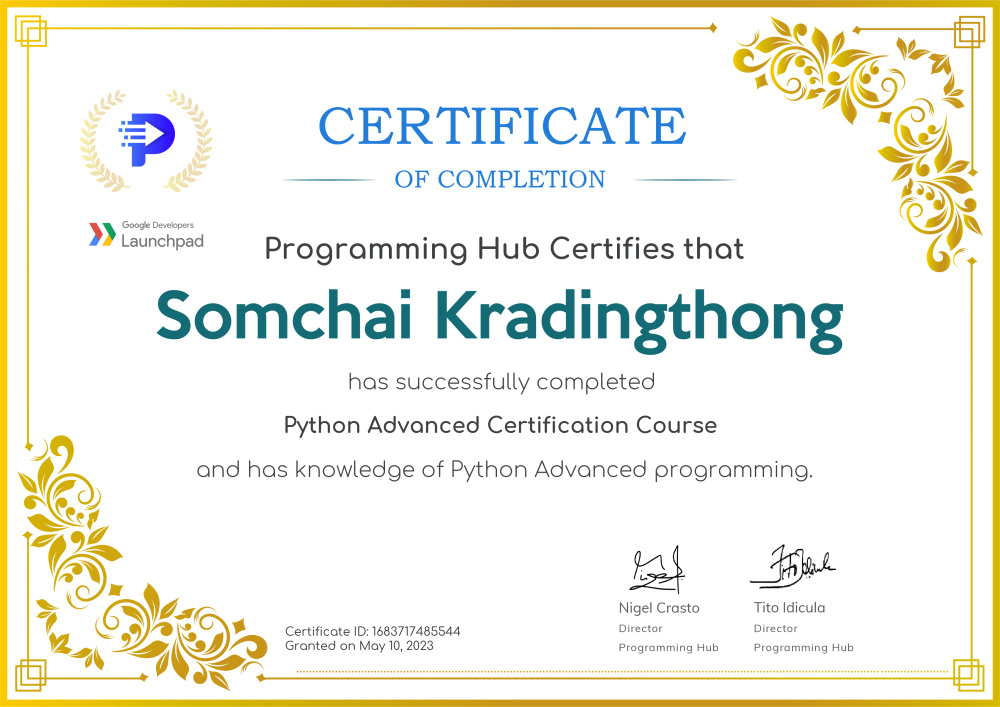 CERTIFICATE
OF COMPLETION
Google Developers
Launchpad
Programming Hub Certifies that
Somchai Kradingthong
has successfully completed
Python Advanced Certification Course
and has knowledge of Python Advanced programming.
Certificate ID: 1683717485544
Granted on May 10, 2023
Nigel Crasto
Director
Programming Hub
Tito Idicula
Director
Programming Hub